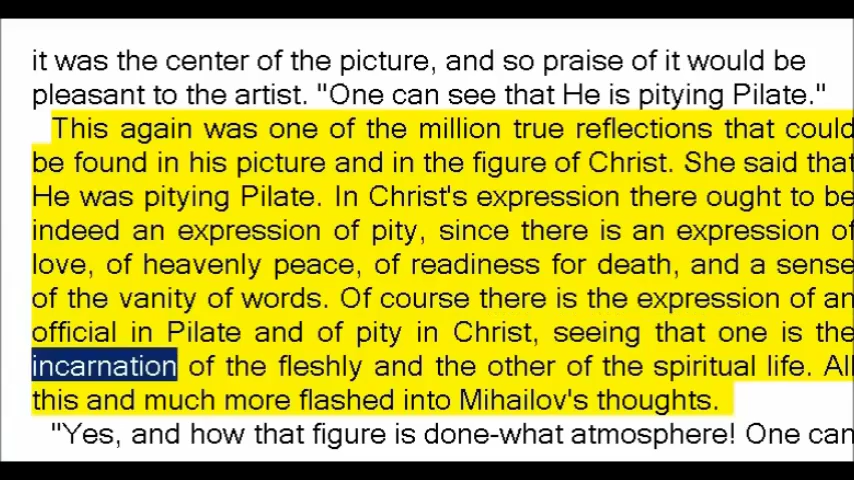 it was the center of the picture, and so praise of it would be
pleasant to the artist. "One can see that He is pitying Pilate."
This again was one of the million true reflections that could
be found in his picture and in the figure of Christ. She said that
He was pitying Pilate. In Christ's expression there ought to be
indeed an expression of pity, since there is an expression of
love, of heavenly peace, of readiness for death, and a sense
of the vanity of words. Of course there is the expression of an
official in Pilate and of pity in Christ, seeing that one is the
incarnation of the fleshly and the other of the spiritual life. All
this and much more flashed into Mihailov's thoughts.
"Yes, and how that figure is done-what atmosphere! One can